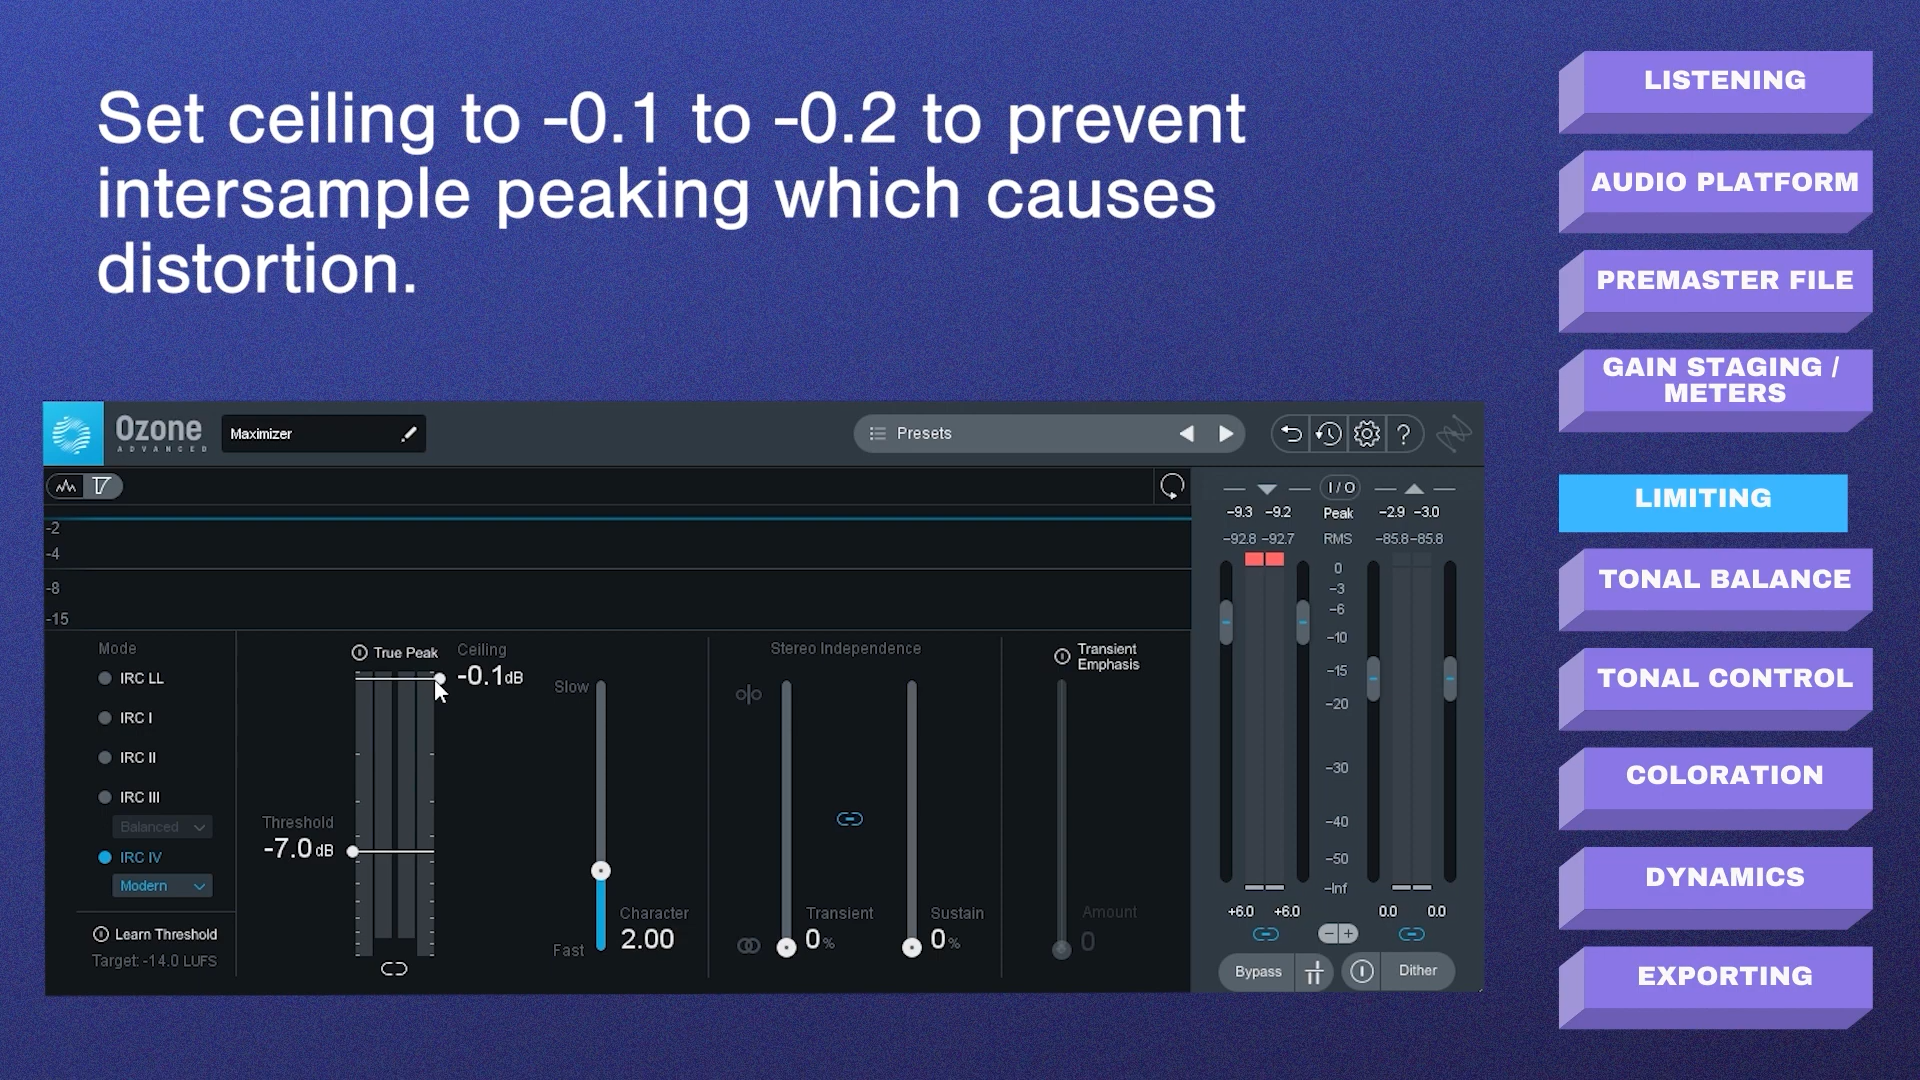 Set ceiling to -0.1 to -0.2 to prevent
intersample peaking which causes
distortion.
LISTENING
AUDIO PLATFORM
PREMASTER FILE
GAIN STAGING /
METERS
LIMITING
TONAL BALANCE
TONAL CONTROL
COLORATION
DYNAMICS
EXPORTING
Ozone
ADVANCED
Maximizer
Presets
?
-2
-4
-8
-15
Mode
IRC LL
IRC I
IRC II
IRC III
Balanced
IRC IV
Modern
Learn Threshold
Target: -14.0 LUFS
True Peak
Ceiling
-0.1dB
Threshold
-7.0dB
Slow
Fast
Character
2.00
Stereo Independence
Transient
0%
Sustain
0%
Transient
Emphasis
Amount
0
I/O
-9.3 -9.2 Peak -2.9 -3.0
-92.8 -92.7 RMS -85.8 -85.8
0
-3
-6
-10
-15
-20
-30
-40
-50
-Inf
+6.0 +6.0 0.0 0.0
Bypass
Dither